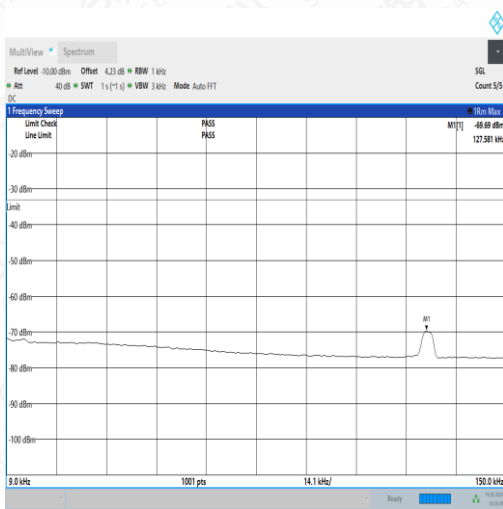 MultiView Spectrum
Ref Level -10.00 dBm Offset 4.23 dB RBW 1 kHz SGL
Att 40 dB SWT 1 s (~1 s) VBW 3 kHz Mode Auto FFT Count 5/5
DC
1 Frequency Sweep 1Rm Max
Limit Check PASS M1[1] -69.69 dBm
Line Limit PASS 127.581 kHz
-20 dBm
-30 dBm
Limit
-40 dBm
-50 dBm
-60 dBm
M1
-70 dBm
-80 dBm
-90 dBm
-100 dBm
9.0 kHz 1001 pts 14.1 kHz/ 150.0 kHz
Ready